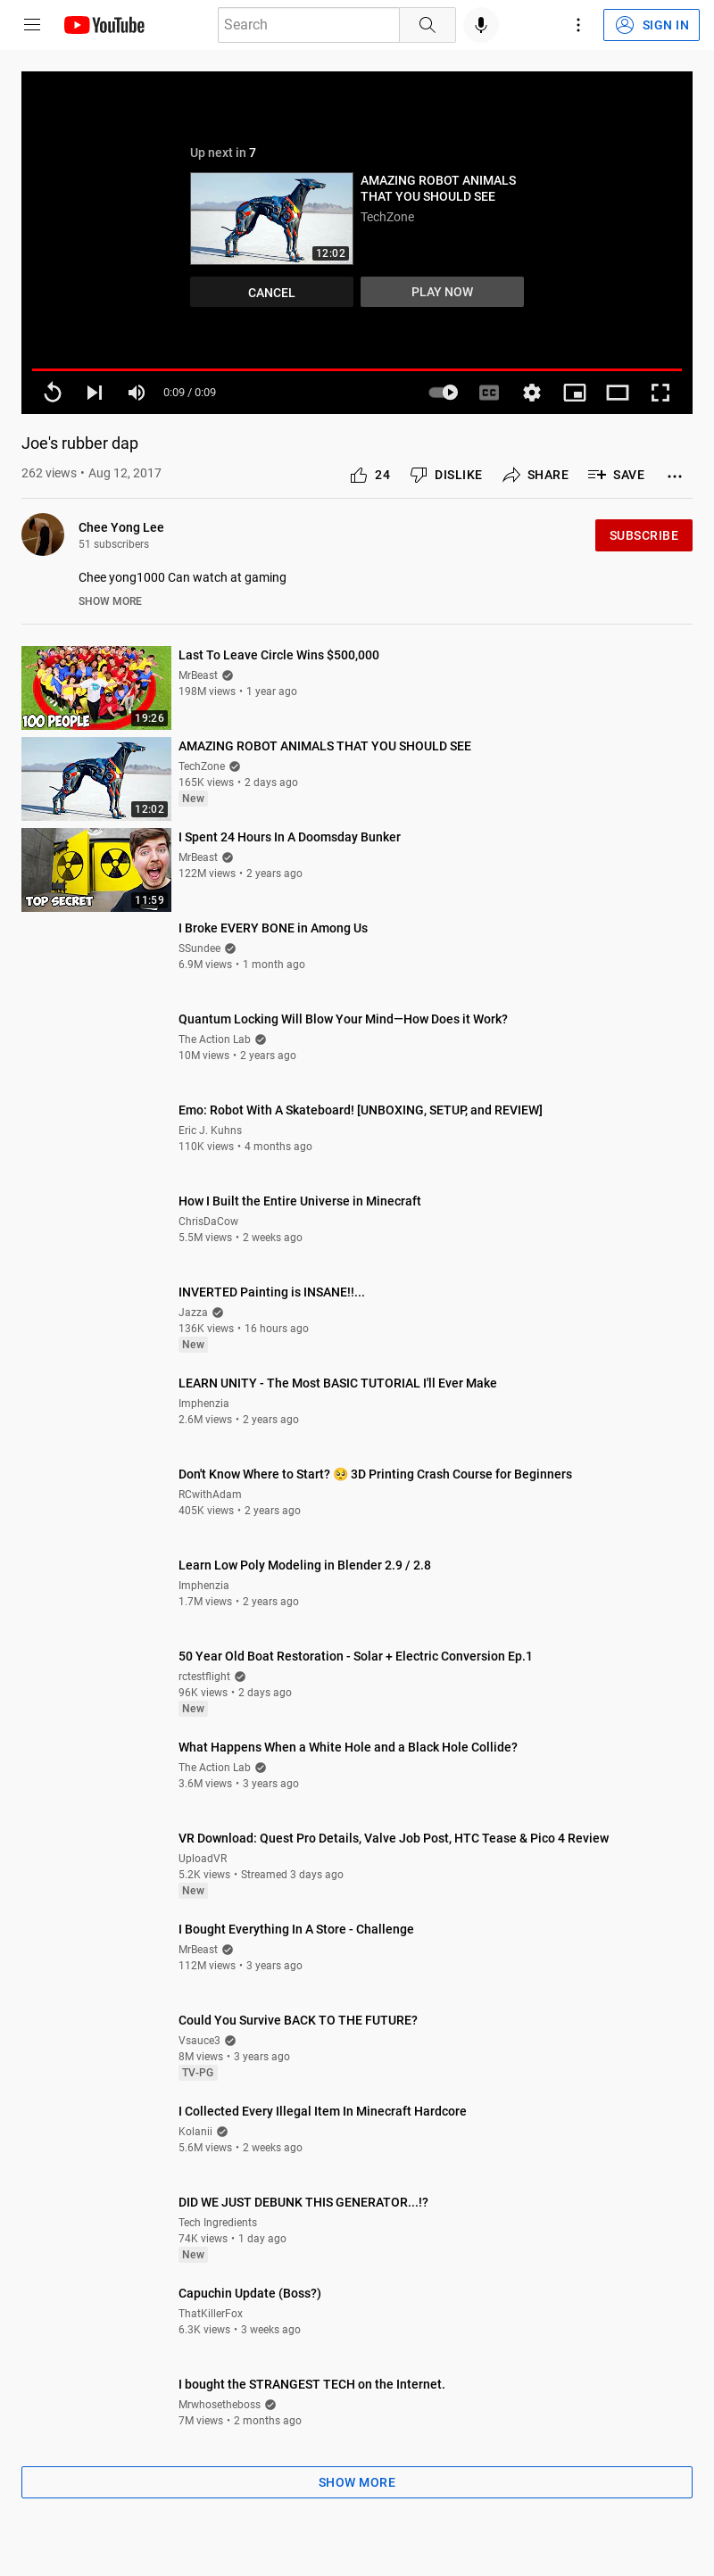 YouTube
Search
SIGN IN
Up next in 7
AMAZING ROBOT ANIMALS
THAT YOU SHOULD SEE
TechZone
12:02
CANCEL
PLAY NOW
0:09 / 0:09
CC
Joe's rubber dap
262 views • Aug 12, 2017
24
DISLIKE
SHARE
SAVE
Chee Yong Lee
51 subscribers
SUBSCRIBE
Chee yong1000 Can watch at gaming
SHOW MORE
100 PEOPLE
19:26
Last To Leave Circle Wins $500,000
MrBeast
198M views • 1 year ago
12:02
AMAZING ROBOT ANIMALS THAT YOU SHOULD SEE
TechZone
165K views • 2 days ago
New
TOP SECRET
11:59
I Spent 24 Hours In A Doomsday Bunker
MrBeast
122M views • 2 years ago
I Broke EVERY BONE in Among Us
SSundee
6.9M views • 1 month ago
Quantum Locking Will Blow Your Mind—How Does it Work?
The Action Lab
10M views • 2 years ago
Emo: Robot With A Skateboard! [UNBOXING, SETUP, and REVIEW]
Eric J. Kuhns
110K views • 4 months ago
How I Built the Entire Universe in Minecraft
ChrisDaCow
5.5M views • 2 weeks ago
INVERTED Painting is INSANE!!...
Jazza
136K views • 16 hours ago
New
LEARN UNITY - The Most BASIC TUTORIAL I'll Ever Make
Imphenzia
2.6M views • 2 years ago
Don't Know Where to Start? 🥺 3D Printing Crash Course for Beginners
RCwithAdam
405K views • 2 years ago
Learn Low Poly Modeling in Blender 2.9 / 2.8
Imphenzia
1.7M views • 2 years ago
50 Year Old Boat Restoration - Solar + Electric Conversion Ep.1
rctestflight
96K views • 2 days ago
New
What Happens When a White Hole and a Black Hole Collide?
The Action Lab
3.6M views • 3 years ago
VR Download: Quest Pro Details, Valve Job Post, HTC Tease & Pico 4 Review
UploadVR
5.2K views • Streamed 3 days ago
New
I Bought Everything In A Store - Challenge
MrBeast
112M views • 3 years ago
Could You Survive BACK TO THE FUTURE?
Vsauce3
8M views • 3 years ago
TV-PG
I Collected Every Illegal Item In Minecraft Hardcore
Kolanii
5.6M views • 2 weeks ago
DID WE JUST DEBUNK THIS GENERATOR...!?
Tech Ingredients
74K views • 1 day ago
New
Capuchin Update (Boss?)
ThatKillerFox
6.3K views • 3 weeks ago
I bought the STRANGEST TECH on the Internet.
Mrwhosetheboss
7M views • 2 months ago
SHOW MORE